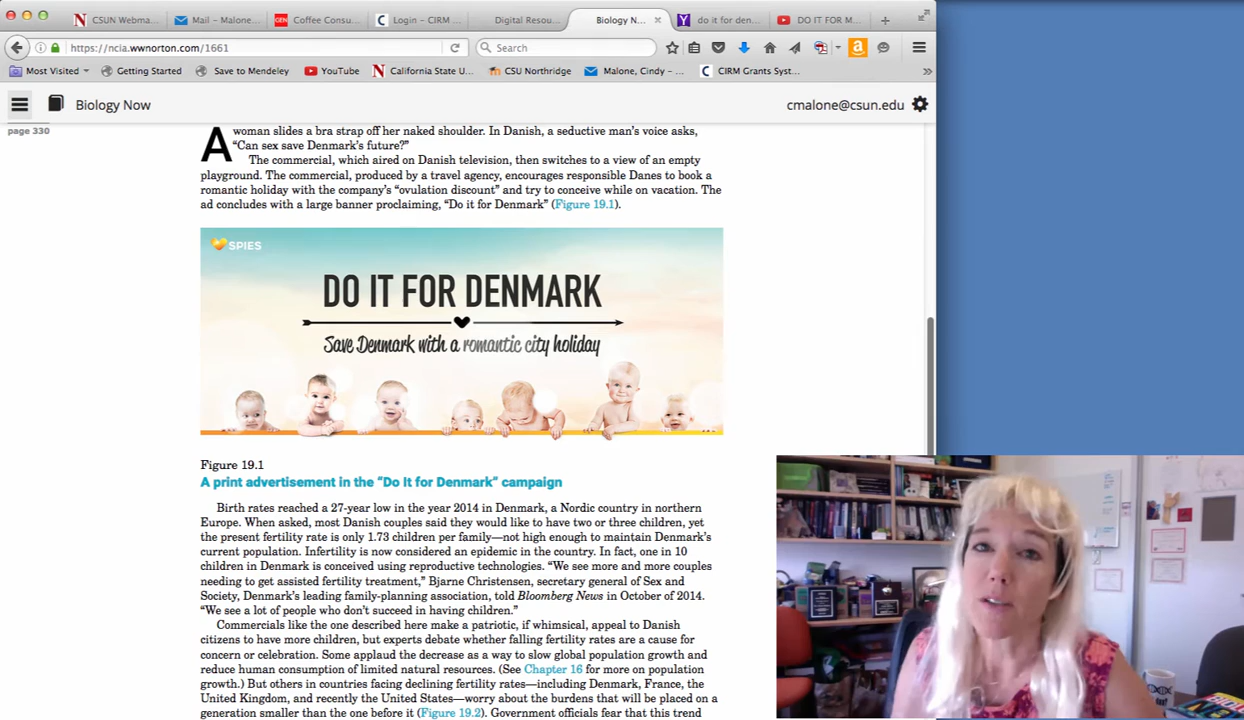 CSUN Webma...
Mail – Malone...
GEN
Coffee Consu...
Login – CIRM ...
Digital Resou...
Biology N...
do it for den...
DO IT FOR M...
https://ncia.wwnorton.com/1661
Search
Most Visited
Getting Started
Save to Mendeley
YouTube
California State U...
CSU Northridge
Malone, Cindy – ...
CIRM Grants Syst...
Biology Now
cmalone@csun.edu
page 330
A woman slides a bra strap off her naked shoulder. In Danish, a seductive man's voice asks,
"Can sex save Denmark's future?"
The commercial, which aired on Danish television, then switches to a view of an empty
playground. The commercial, produced by a travel agency, encourages responsible Danes to book a
romantic holiday with the company's "ovulation discount" and try to conceive while on vacation. The
ad concludes with a large banner proclaiming, "Do it for Denmark" (Figure 19.1).
SPIES
DO IT FOR DENMARK
Save Denmark with a romantic city holiday
Figure 19.1
A print advertisement in the "Do It for Denmark" campaign
Birth rates reached a 27-year low in the year 2014 in Denmark, a Nordic country in northern
Europe. When asked, most Danish couples said they would like to have two or three children, yet
the present fertility rate is only 1.73 children per family—not high enough to maintain Denmark's
current population. Infertility is now considered an epidemic in the country. In fact, one in 10
children in Denmark is conceived using reproductive technologies. "We see more and more couples
needing to get assisted fertility treatment," Bjarne Christensen, secretary general of Sex and
Society, Denmark's leading family-planning association, told Bloomberg News in October of 2014.
"We see a lot of people who don't succeed in having children."
Commercials like the one described here make a patriotic, if whimsical, appeal to Danish
citizens to have more children, but experts debate whether falling fertility rates are a cause for
concern or celebration. Some applaud the decrease as a way to slow global population growth and
reduce human consumption of limited natural resources. (See Chapter 16 for more on population
growth.) But others in countries facing declining fertility rates—including Denmark, France, the
United Kingdom, and recently the United States—worry about the burdens that will be placed on a
generation smaller than the one before it (Figure 19.2). Government officials fear that this trend